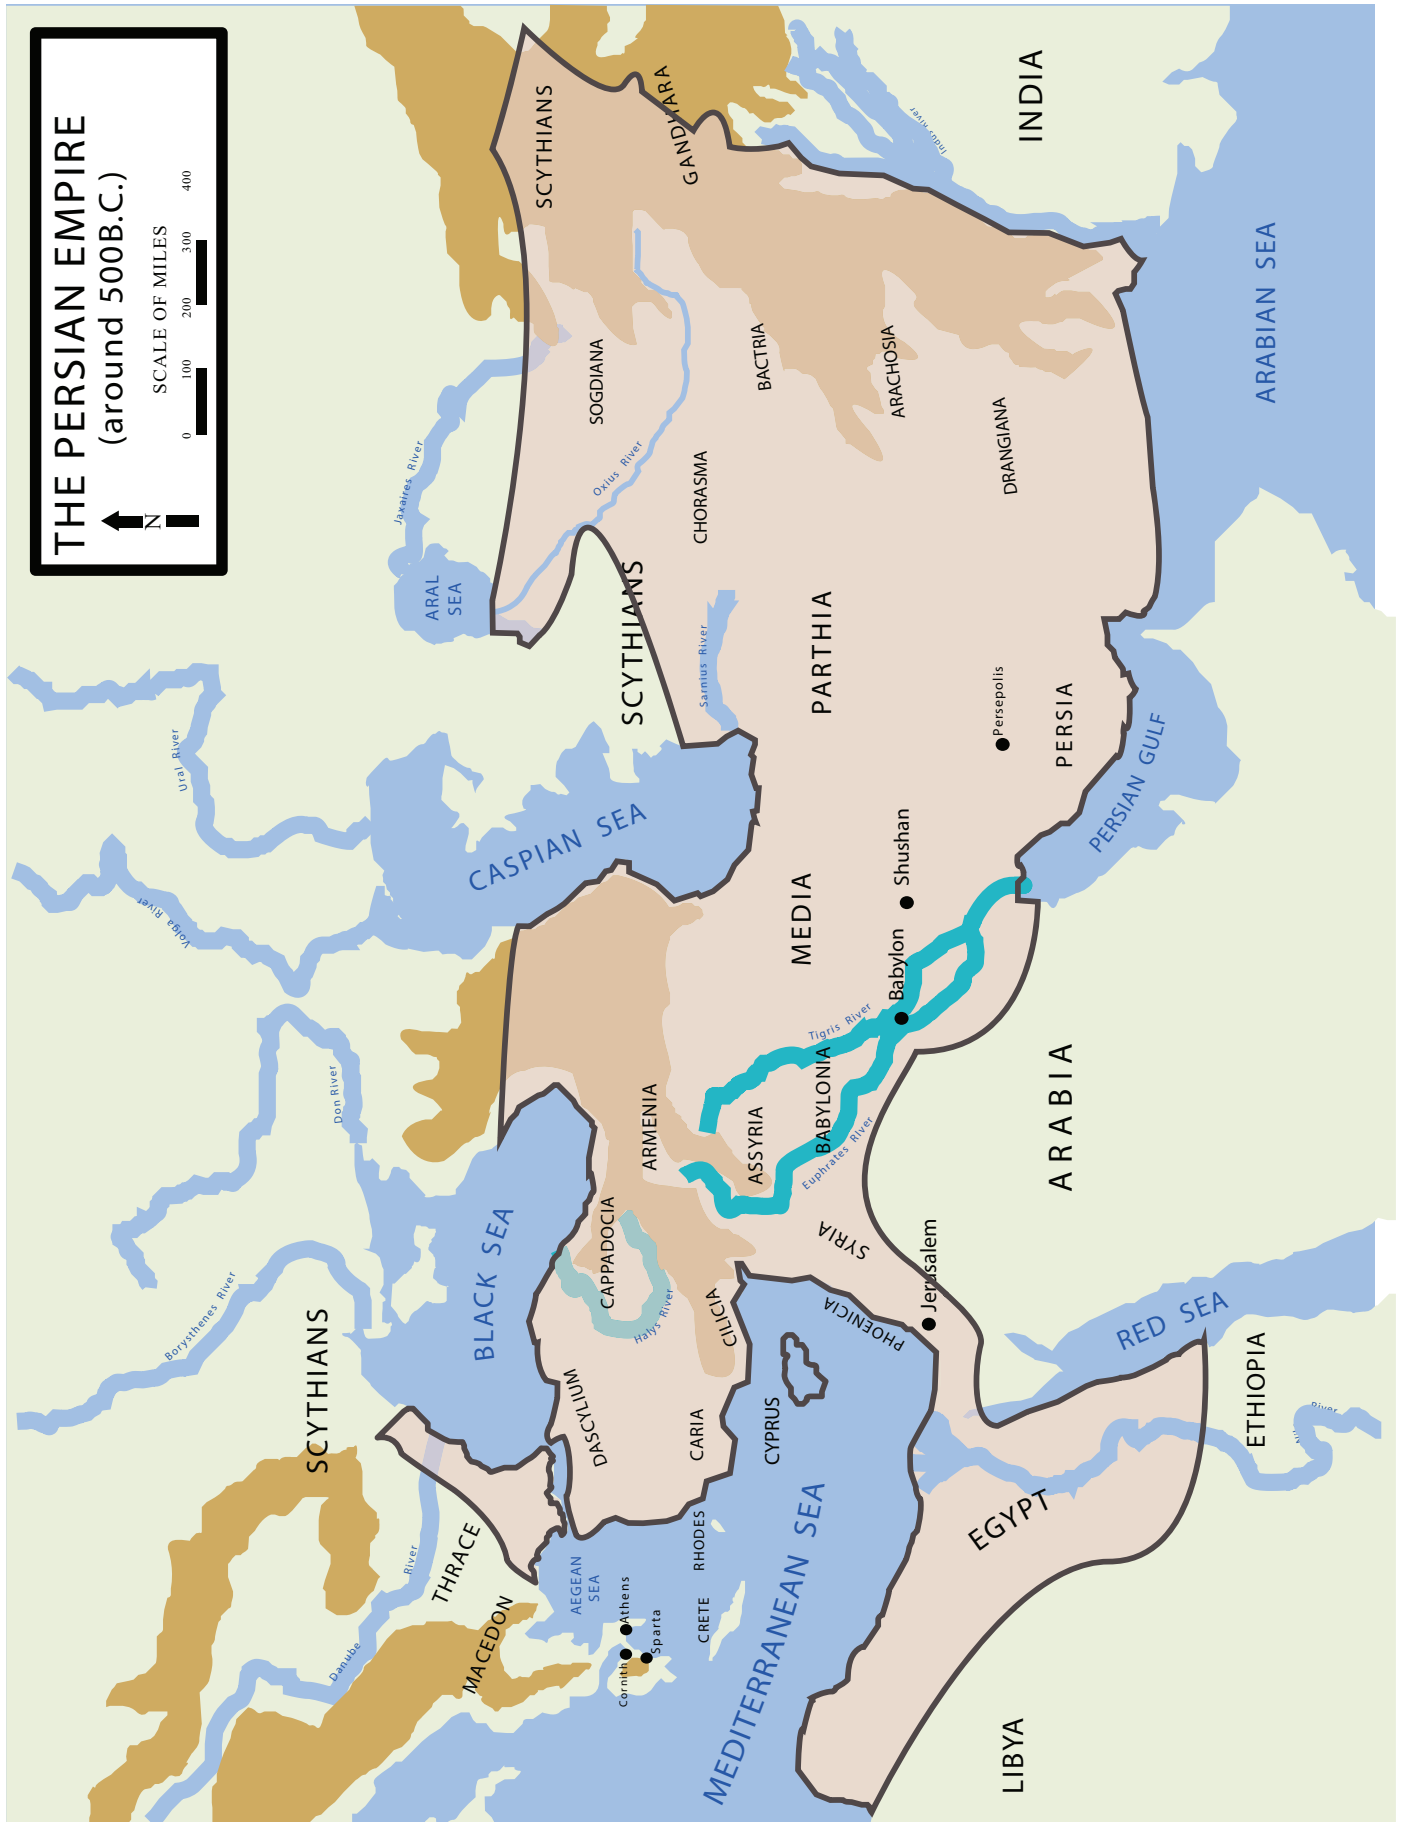 THE PERSIAN EMPIRE
(around 500B.C.)
SCALE OF MILES
0 100 200 300 400
N
SCYTHIANS
Borysthenes River
Don River
Volga River
Ural River
Jaxaires River
ARAL
SEA
Danube
River
THRACE
MACEDON
BLACK SEA
CASPIAN SEA
SCYTHIANS
Oxius River
SOGDIANA
SCYTHIANS
GANDHARA
AEGEAN
SEA
Athens
Cornith
Sparta
DASCYLIUM
CAPPADOCIA
Halys River
ARMENIA
CHORASMA
Sarnius River
BACTRIA
CRETE
RHODES
CARIA
CILICIA
CYPRUS
ASSYRIA
MEDIA
PARTHIA
ARACHOSIA
MEDITERRANEAN SEA
PHOENICIA
SYRIA
BABYLONIA
Tigris River
Euphrates River
Babylon
Shushan
Jerusalem
Persepolis
PERSIA
DRANGIANA
Indus River
INDIA
LIBYA
EGYPT
ARABIA
PERSIAN GULF
RED SEA
ETHIOPIA
River
ARABIAN SEA